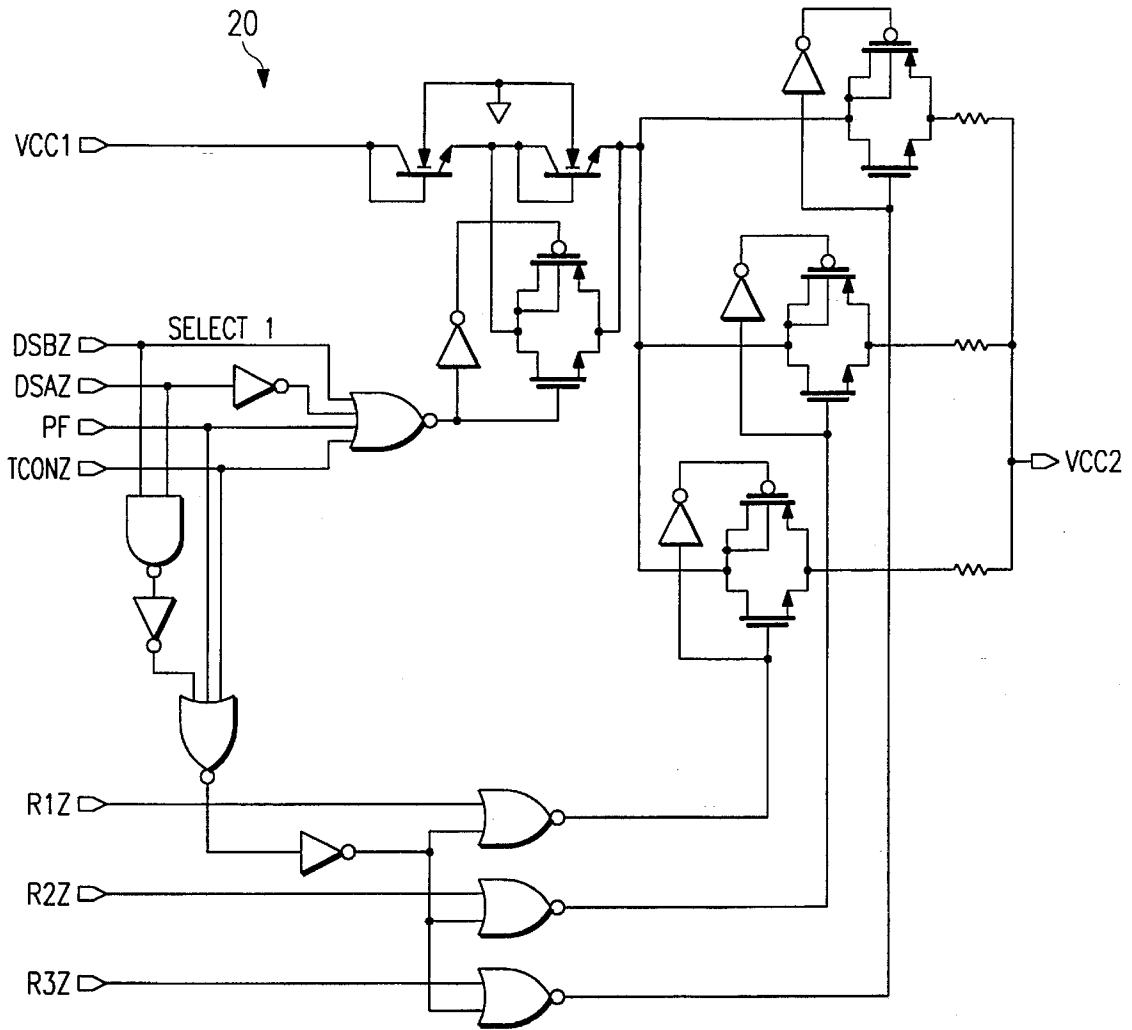 20
VCC1
SELECT 1
DSBZ
DSAZ
PF
TCONZ
VCC2
R1Z
R2Z
R3Z